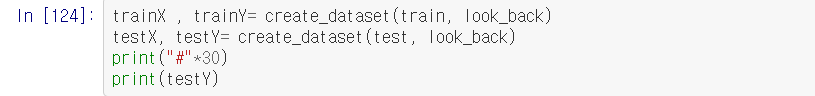 In [124]: trainX , trainY= create_dataset(train, look_back)
testX, testY= create_dataset(test, look_back)
print("#"*30)
print(testY)